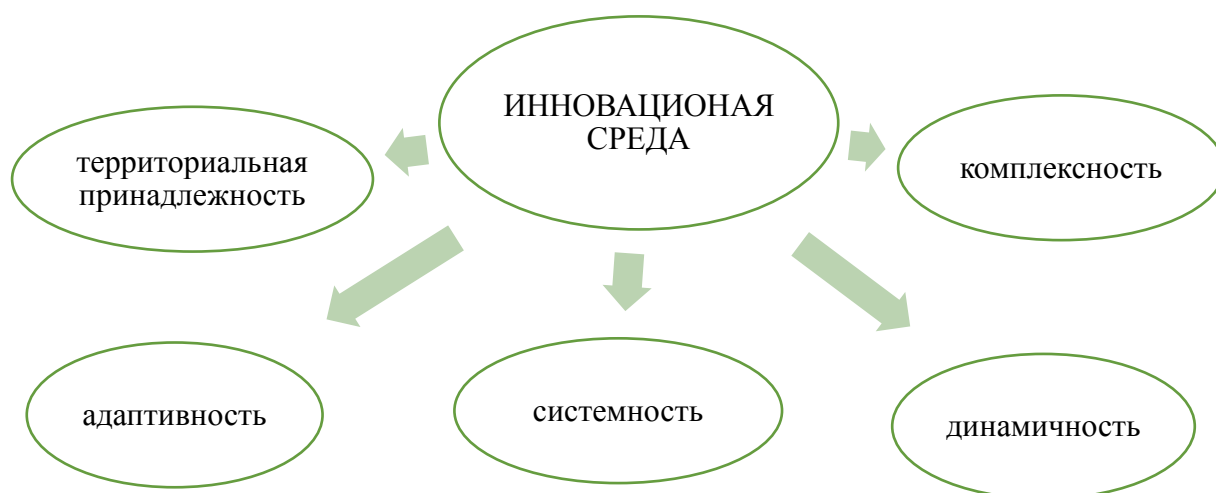 ИННОВАЦИОНАЯ
СРЕДА
территориальная
принадлежность
комплексность
адаптивность
системность
динамичность